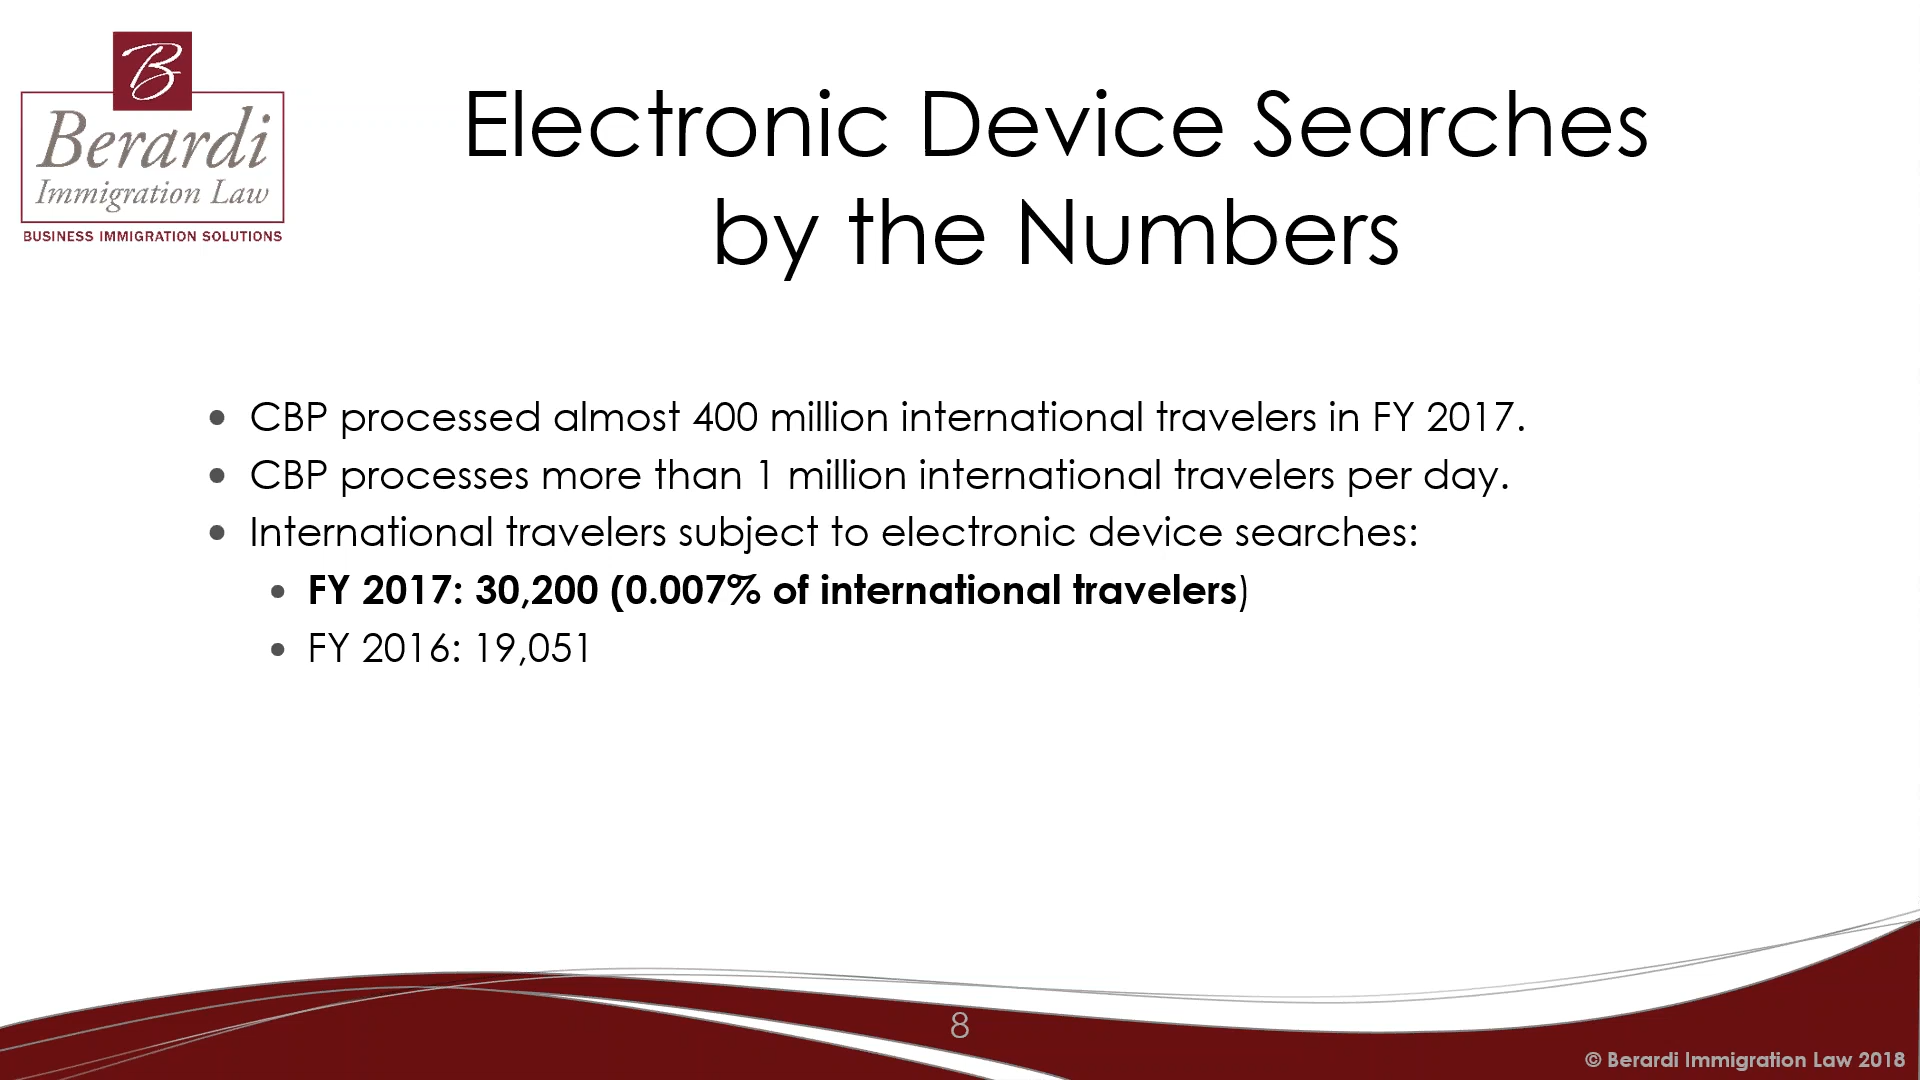 B
Berardi
Immigration Law
BUSINESS IMMIGRATION SOLUTIONS
Electronic Device Searches
by the Numbers
• CBP processed almost 400 million international travelers in FY 2017.
• CBP processes more than 1 million international travelers per day.
• International travelers subject to electronic device searches:
• FY 2017: 30,200 (0.007% of international travelers)
• FY 2016: 19,051
8
© Berardi Immigration Law 2018